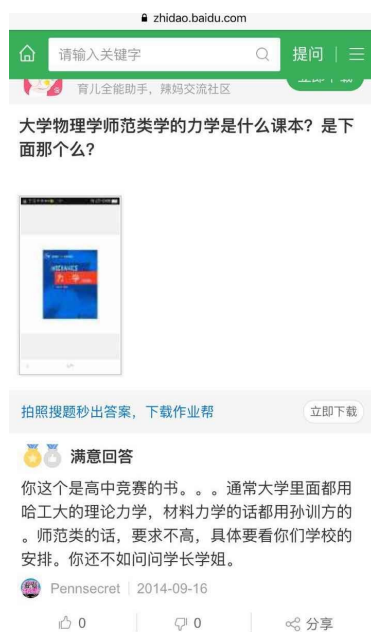 zhidao.baidu.com
请输入关键字
提问
育儿全能助手，辣妈交流社区
大学物理学师范类学的力学是什么课本？是下
面那个么？
MECHANICS
力 学
拍照搜题秒出答案，下载作业帮
立即下载
满意回答
你这个是高中竞赛的书。。。通常大学里面都用
哈工大的理论力学，材料力学的话都用孙训方的
。师范类的话，要求不高，具体要看你们学校的
安排。你还不如问问学长学姐。
Pennsecret 2014-09-16
0
0
分享